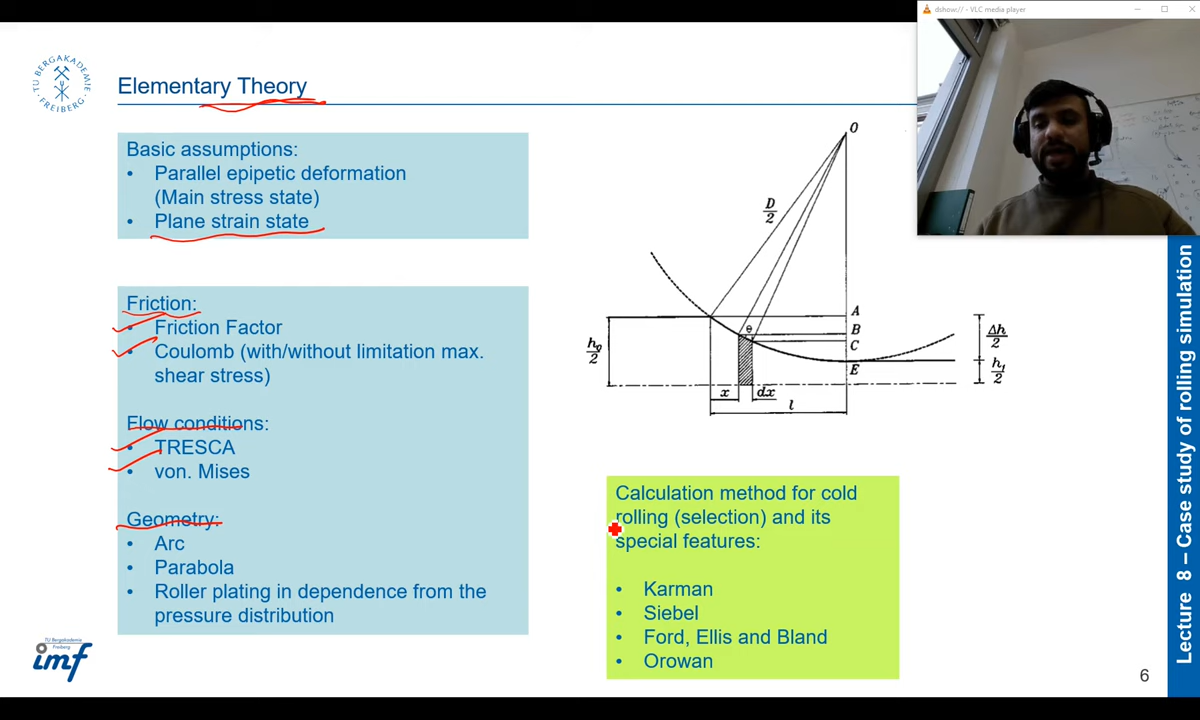 dshow:// - VLC media player
TU BERGAKADEMIE
FREIBERG
Elementary Theory
Basic assumptions:
• Parallel epipetic deformation
(Main stress state)
• Plane strain state
Friction:
• Friction Factor
• Coulomb (with/without limitation max.
shear stress)
Flow conditions:
• TRESCA
• von. Mises
Geometry:
• Arc
• Parabola
• Roller plating in dependence from the
pressure distribution
O
D/2
A
θ
B
C
E
h0/2
Δh/2
h1/2
x
dx
l
Calculation method for cold
rolling (selection) and its
special features:
• Karman
• Siebel
• Ford, Ellis and Bland
• Orowan
Lecture 8 – Case study of rolling simulation
TU Bergakademie
Freiberg
imf
6